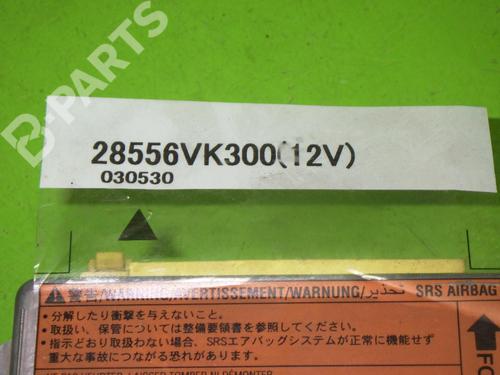 B-PARTS
28556VK300(12V)
030530
警告/WARNING/AVERTISSEMENT/WARNUNG/تحذير SRS AIRBAG
・分解したり衝撃を与えないこと。
・取扱い、保管については整備要領書を参照してください。
・指示どおり取扱わない場合、SRSエアバッグシステムが正常に機能せず
重大な事故につながる恐れがあります。